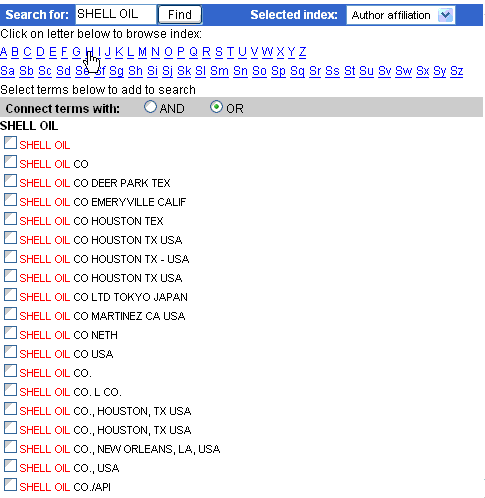 Search for: SHELL OIL Find Selected index: Author affiliation
Click on letter below to browse index:
A B C D E F G H I J K L M N O P Q R S T U V W X Y Z
Sa Sb Sc Sd Se Sf Sg Sh Si Sj Sk Sl Sm Sn So Sp Sq Sr Ss St Su Sv Sw Sx Sy Sz
Select terms below to add to search
Connect terms with: AND OR
SHELL OIL
SHELL OIL
SHELL OIL CO
SHELL OIL CO DEER PARK TEX
SHELL OIL CO EMERYVILLE CALIF
SHELL OIL CO HOUSTON TEX
SHELL OIL CO HOUSTON TX USA
SHELL OIL CO HOUSTON TX - USA
SHELL OIL CO HOUSTON TX USA
SHELL OIL CO LTD TOKYO JAPAN
SHELL OIL CO MARTINEZ CA USA
SHELL OIL CO NETH
SHELL OIL CO USA
SHELL OIL CO.
SHELL OIL CO. L CO.
SHELL OIL CO., HOUSTON, TX USA
SHELL OIL CO., HOUSTON, TX USA
SHELL OIL CO., NEW ORLEANS, LA, USA
SHELL OIL CO., USA
SHELL OIL CO./API